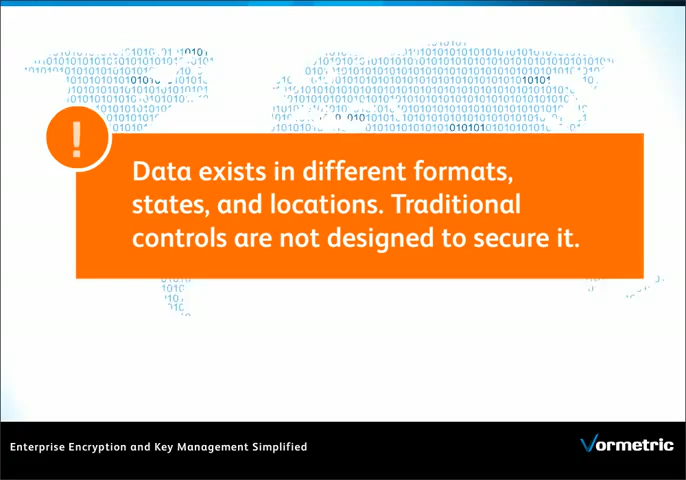 !
Data exists in different formats,
states, and locations. Traditional
controls are not designed to secure it.
Enterprise Encryption and Key Management Simplified
Vormetric